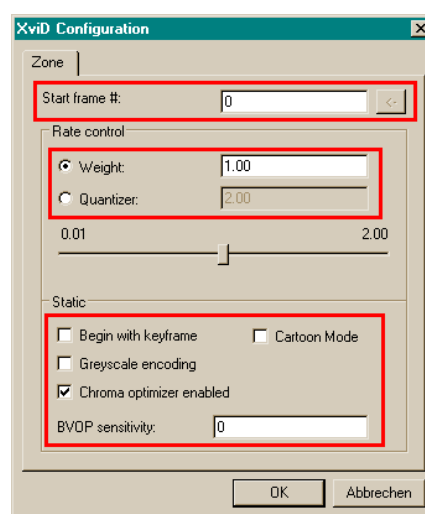 XviD Configuration
Zone
Start frame #: 0 <-
Rate control
Weight: 1.00
Quantizer: 2.00
0.01 2.00
Static
Begin with keyframe Cartoon Mode
Greyscale encoding
Chroma optimizer enabled
BVOP sensitivity: 0
OK Abbrechen